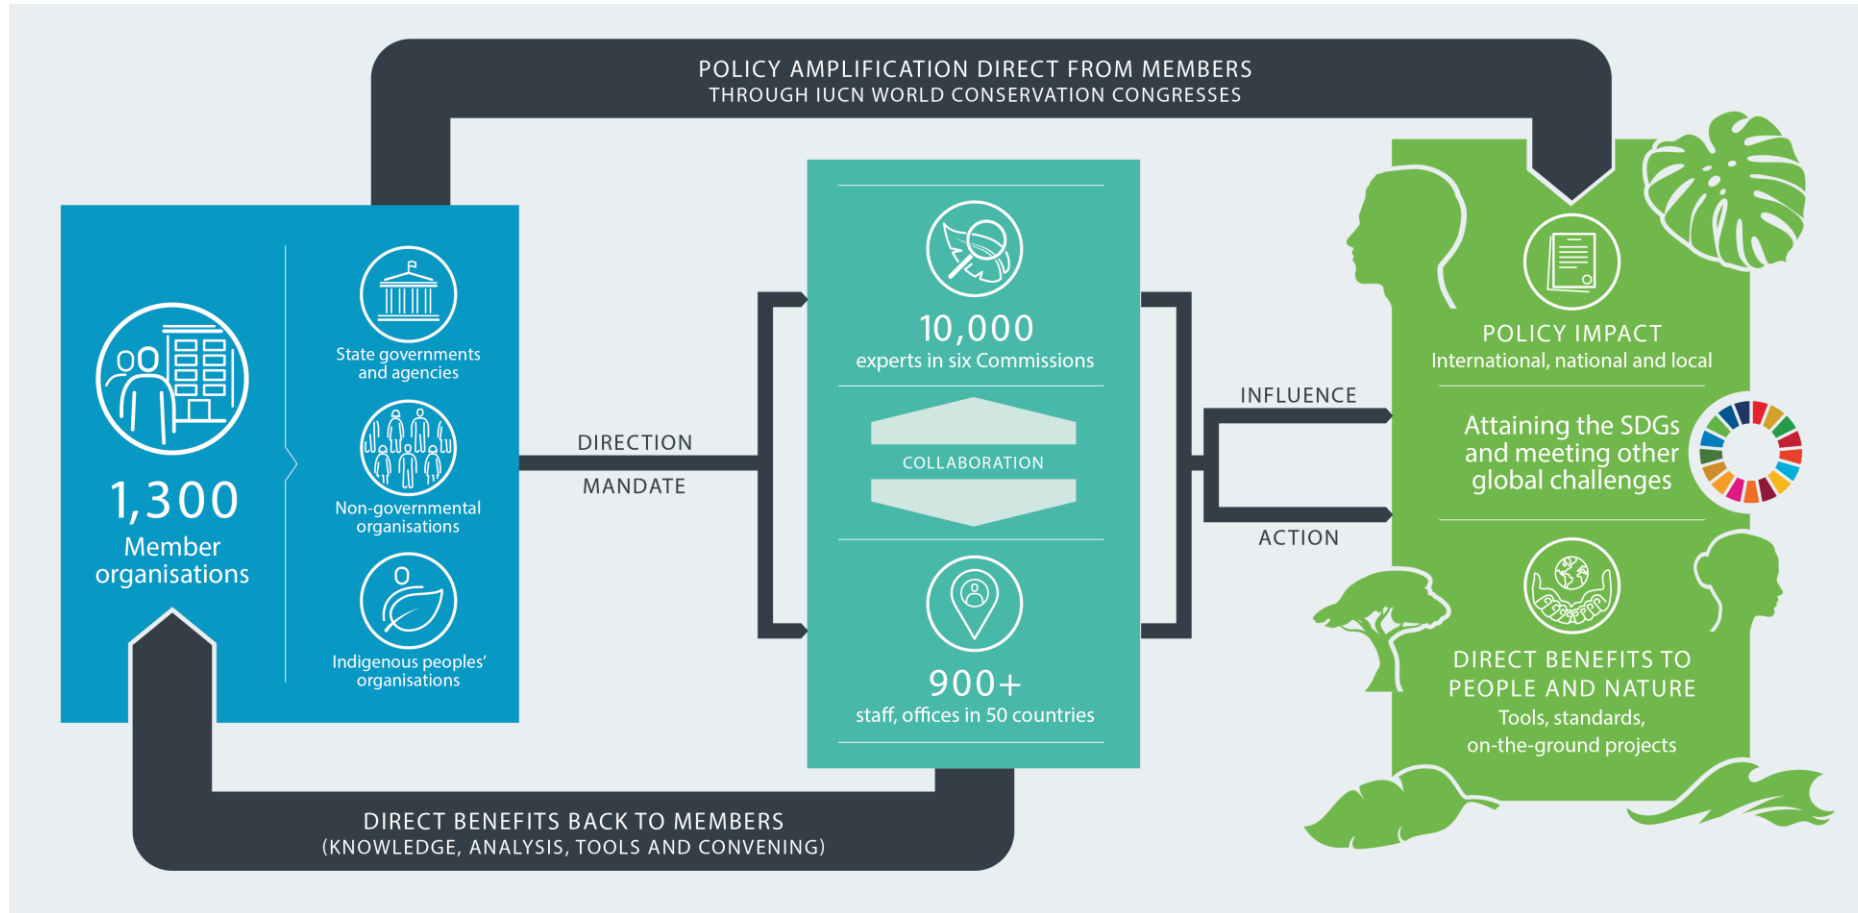 POLICY AMPLIFICATION DIRECT FROM MEMBERS
THROUGH IUCN WORLD CONSERVATION CONGRESSES
1,300
Member
organisations
State governments
and agencies
Non-governmental
organisations
Indigenous peoples’
organisations
DIRECTION
MANDATE
10,000
experts in six Commissions
COLLABORATION
900+
staff, offices in 50 countries
INFLUENCE
ACTION
POLICY IMPACT
International, national and local
Attaining the SDGs
and meeting other
global challenges
DIRECT BENEFITS TO
PEOPLE AND NATURE
Tools, standards,
on-the-ground projects
DIRECT BENEFITS BACK TO MEMBERS
(KNOWLEDGE, ANALYSIS, TOOLS AND CONVENING)